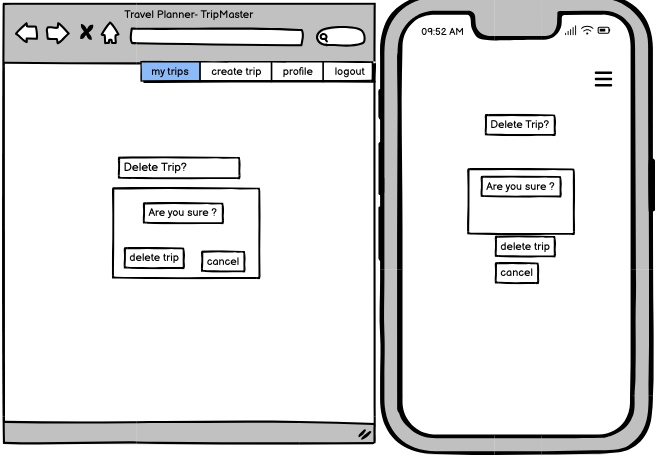 Travel Planner- TripMaster
my trips create trip profile logout
Delete Trip?
Are you sure ?
delete trip cancel
09:52 AM
Delete Trip?
Are you sure ?
delete trip
cancel